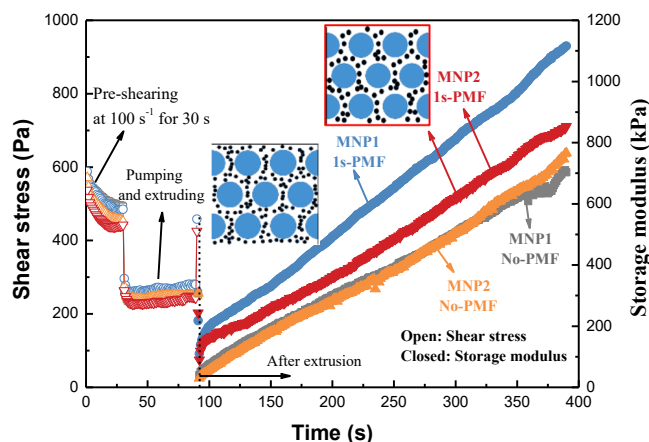 1000
800
600
400
200
0
Shear stress (Pa)
1200
1000
800
600
400
200
0
Storage modulus (kPa)
0
50
100
150
200
250
300
350
400
Time (s)
Pre-shearing
at 100 s⁻¹ for 30 s
Pumping
and extruding
MNP1
1s-PMF
MNP2
1s-PMF
MNP1
No-PMF
MNP2
No-PMF
Open: Shear stress
Closed: Storage modulus
After extrusion